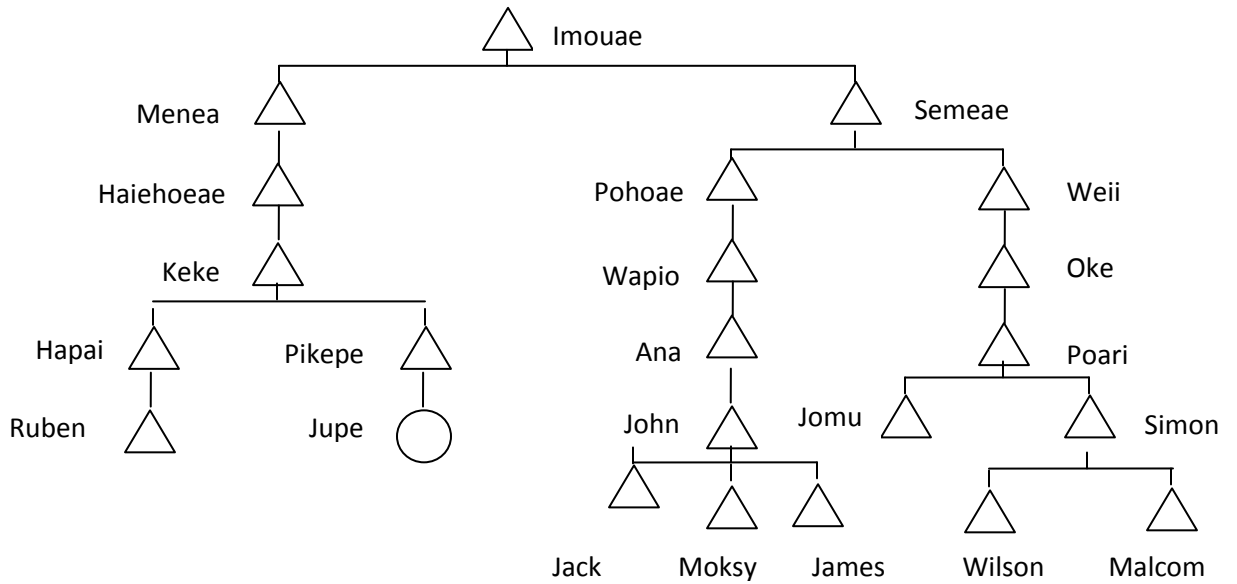 Imouae
Menea Semeae
Haiehoeae Pohoae Weii
Keke Wapio Oke
Hapai Pikepe Ana Poari
Ruben Jupe John Jomu Simon
Jack Moksy James Wilson Malcom